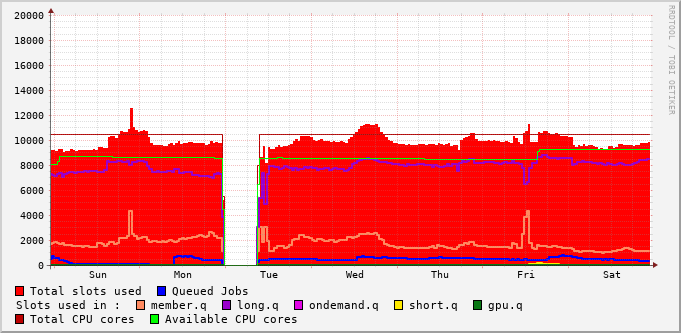 20000
18000
16000
14000
12000
10000
8000
6000
4000
2000
0
Sun Mon Tue Wed Thu Fri Sat
RRDTOOL / TOBI OETIKER
Total slots used Queued Jobs
Slots used in : member.q long.q ondemand.q short.q gpu.q
Total CPU cores Available CPU cores